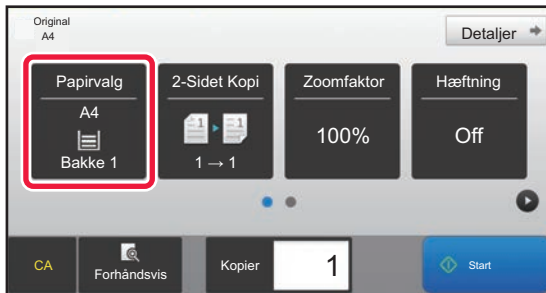 Original
A4
Detaljer
Papirvalg
A4
Bakke 1
2-Sidet Kopi
1 → 1
Zoomfaktor
100%
Hæftning
Off
CA
Forhåndsvis
Kopier
1
Start